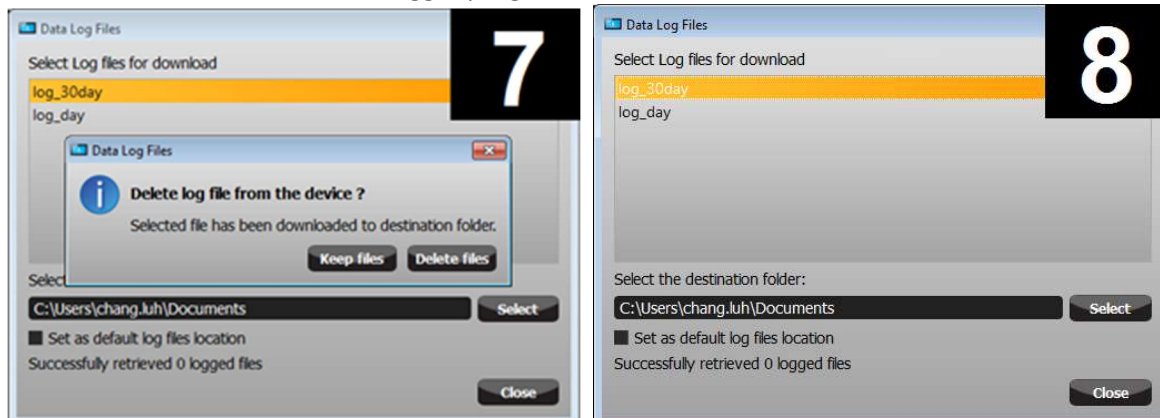 Data Log Files
7
Select Log files for download
log_30day
log_day
Data Log Files
Delete log file from the device ?
Selected file has been downloaded to destination folder.
Keep files Delete files
Select
C:\Users\chang.luh\Documents Select
Set as default log files location
Successfully retrieved 0 logged files
Close
Data Log Files
8
Select Log files for download
log_30day
log_day
Select the destination folder:
C:\Users\chang.luh\Documents Select
Set as default log files location
Successfully retrieved 0 logged files
Close